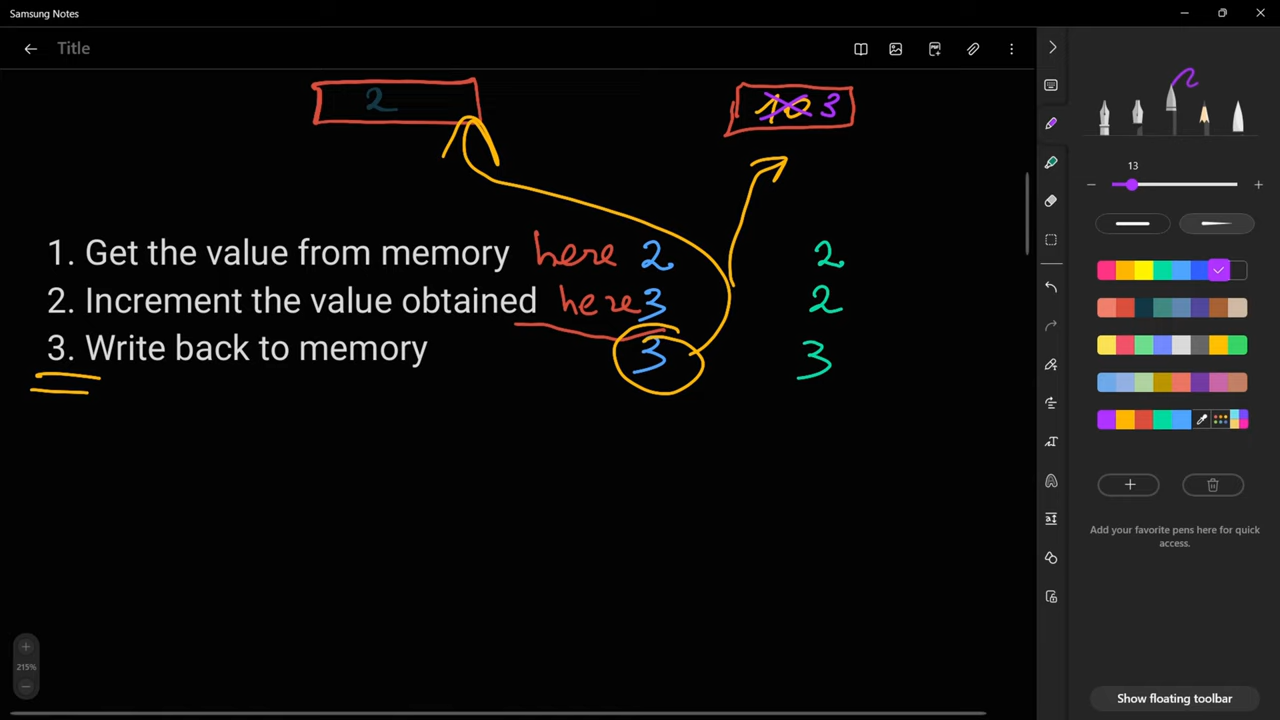 Samsung Notes
Title
2
10 3
1. Get the value from memory here 2 2
2. Increment the value obtained here 3 2
3. Write back to memory 3 3
13
Add your favorite pens here for quick
access.
215%
Show floating toolbar